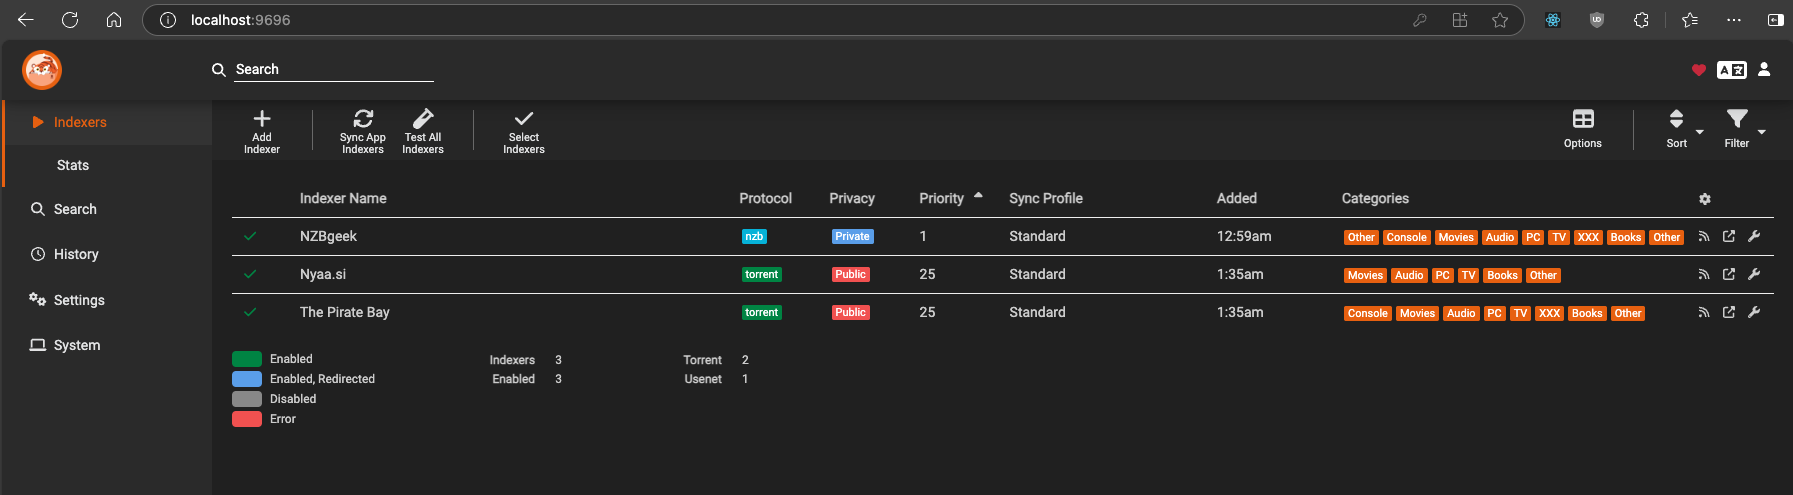 localhost:9696
Search
Indexers
Stats
Search
History
Settings
System
Add Indexer
Sync App Indexers
Test All Indexers
Select Indexers
Options
Sort
Filter
Indexer Name Protocol Privacy Priority Sync Profile Added Categories
NZBgeek nzb Private 1 Standard 12:59am Other Console Movies Audio PC TV XXX Books Other
Nyaa.si torrent Public 25 Standard 1:35am Movies Audio PC TV Books Other
The Pirate Bay torrent Public 25 Standard 1:35am Console Movies Audio PC TV XXX Books Other
Enabled Indexers 3 Torrent 2
Enabled, Redirected Enabled 3 Usenet 1
Disabled
Error